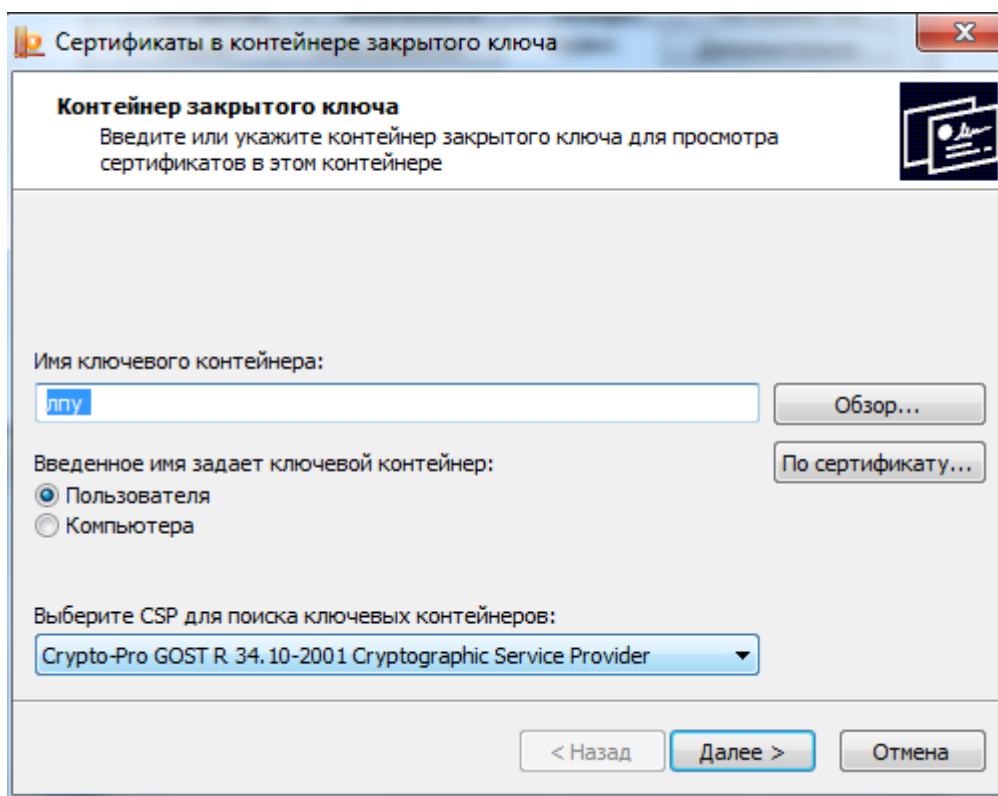 Сертификаты в контейнере закрытого ключа
Контейнер закрытого ключа
Введите или укажите контейнер закрытого ключа для просмотра
сертификатов в этом контейнере
Имя ключевого контейнера:
лпу
Обзор...
Введенное имя задает ключевой контейнер:
По сертификату...
Пользователя
Компьютера
Выберите CSP для поиска ключевых контейнеров:
Crypto-Pro GOST R 34.10-2001 Cryptographic Service Provider
< Назад
Далее >
Отмена